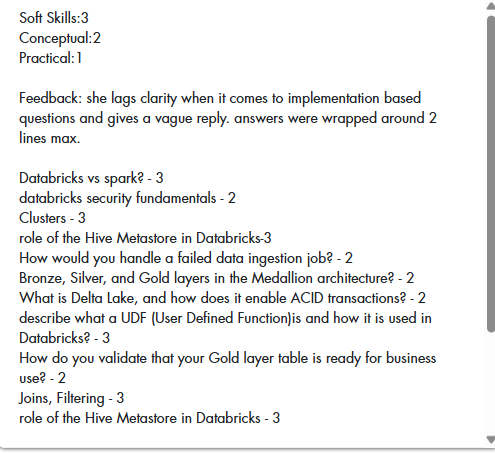 Soft Skills:3
Conceptual:2
Practical:1
Feedback: she lags clarity when it comes to implementation based
questions and gives a vague reply. answers were wrapped around 2
lines max.
Databricks vs spark? - 3
databricks security fundamentals - 2
Clusters - 3
role of the Hive Metastore in Databricks-3
How would you handle a failed data ingestion job? - 2
Bronze, Silver, and Gold layers in the Medallion architecture? - 2
What is Delta Lake, and how does it enable ACID transactions? - 2
describe what a UDF (User Defined Function)is and how it is used in
Databricks? - 3
How do you validate that your Gold layer table is ready for business
use? - 2
Joins, Filtering - 3
role of the Hive Metastore in Databricks - 3